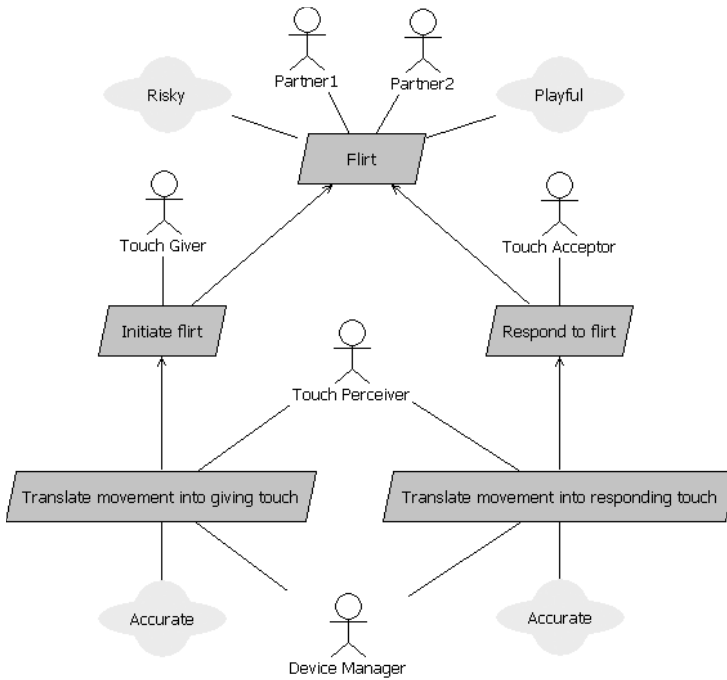 Partner1
Partner2
Risky
Playful
Flirt
Touch Giver
Touch Acceptor
Initiate flirt
Respond to flirt
Touch Perceiver
Translate movement into giving touch
Translate movement into responding touch
Accurate
Accurate
Device Manager